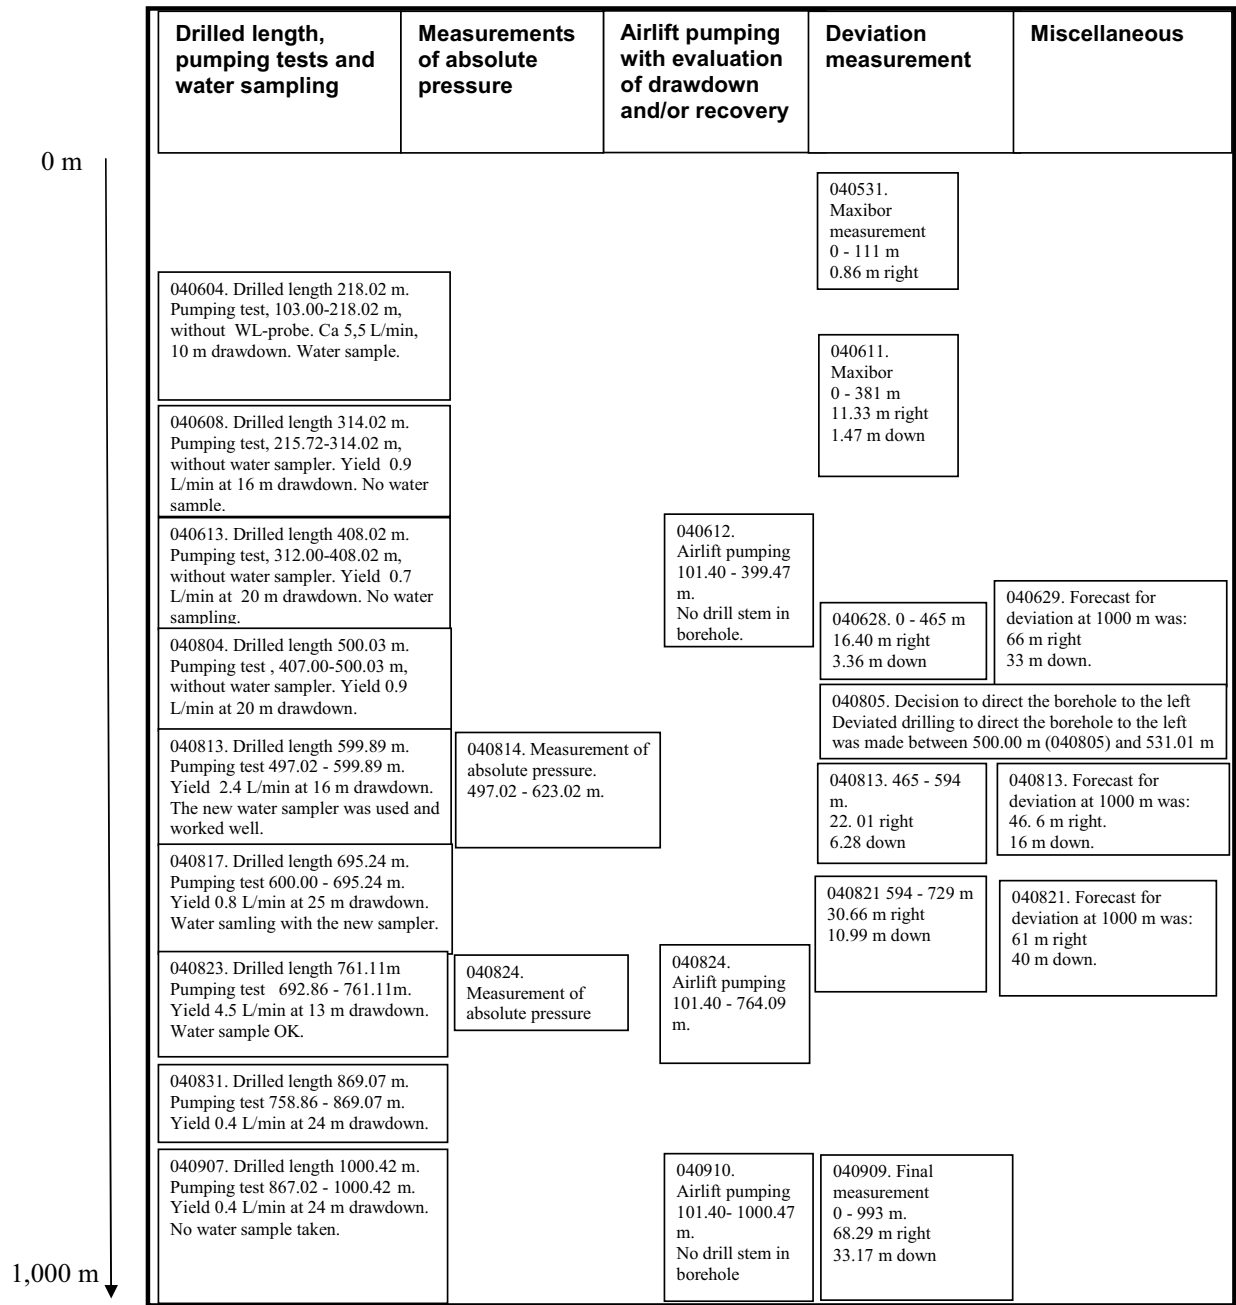 Drilled length,
pumping tests and
water sampling
Measurements
of absolute
pressure
Airlift pumping
with evaluation
of drawdown
and/or recovery
Deviation
measurement
Miscellaneous
0 m
040531.
Maxibor
measurement
0 - 111 m
0.86 m right
040604. Drilled length 218.02 m.
Pumping test, 103.00-218.02 m,
without WL-probe. Ca 5,5 L/min,
10 m drawdown. Water sample.
040611.
Maxibor
0 - 381 m
11.33 m right
1.47 m down
040608. Drilled length 314.02 m.
Pumping test, 215.72-314.02 m,
without water sampler. Yield 0.9
L/min at 16 m drawdown. No water
sample.
040613. Drilled length 408.02 m.
Pumping test, 312.00-408.02 m,
without water sampler. Yield 0.7
L/min at 20 m drawdown. No water
sampling.
040612.
Airlift pumping
101.40 - 399.47
m.
No drill stem in
borehole.
040628. 0 - 465 m
16.40 m right
3.36 m down
040629. Forecast for
deviation at 1000 m was:
66 m right
33 m down.
040804. Drilled length 500.03 m.
Pumping test , 407.00-500.03 m,
without water sampler. Yield 0.9
L/min at 20 m drawdown.
040805. Decision to direct the borehole to the left
Deviated drilling to direct the borehole to the left
was made between 500.00 m (040805) and 531.01 m
040813. Drilled length 599.89 m.
Pumping test 497.02 - 599.89 m.
Yield 2.4 L/min at 16 m drawdown.
The new water sampler was used and
worked well.
040814. Measurement of
absolute pressure.
497.02 - 623.02 m.
040813. 465 - 594
m.
22. 01 right
6.28 down
040813. Forecast for
deviation at 1000 m was:
46. 6 m right.
16 m down.
040817. Drilled length 695.24 m.
Pumping test 600.00 - 695.24 m.
Yield 0.8 L/min at 25 m drawdown.
Water samling with the new sampler.
040821 594 - 729 m
30.66 m right
10.99 m down
040821. Forecast for
deviation at 1000 m was:
61 m right
40 m down.
040823. Drilled length 761.11m
Pumping test 692.86 - 761.11m.
Yield 4.5 L/min at 13 m drawdown.
Water sample OK.
040824.
Measurement of
absolute pressure
040824.
Airlift pumping
101.40 - 764.09
m.
040831. Drilled length 869.07 m.
Pumping test 758.86 - 869.07 m.
Yield 0.4 L/min at 24 m drawdown.
040907. Drilled length 1000.42 m.
Pumping test 867.02 - 1000.42 m.
Yield 0.4 L/min at 24 m drawdown.
No water sample taken.
040910.
Airlift pumping
101.40- 1000.47
m.
No drill stem in
borehole
040909. Final
measurement
0 - 993 m.
68.29 m right
33.17 m down
1,000 m